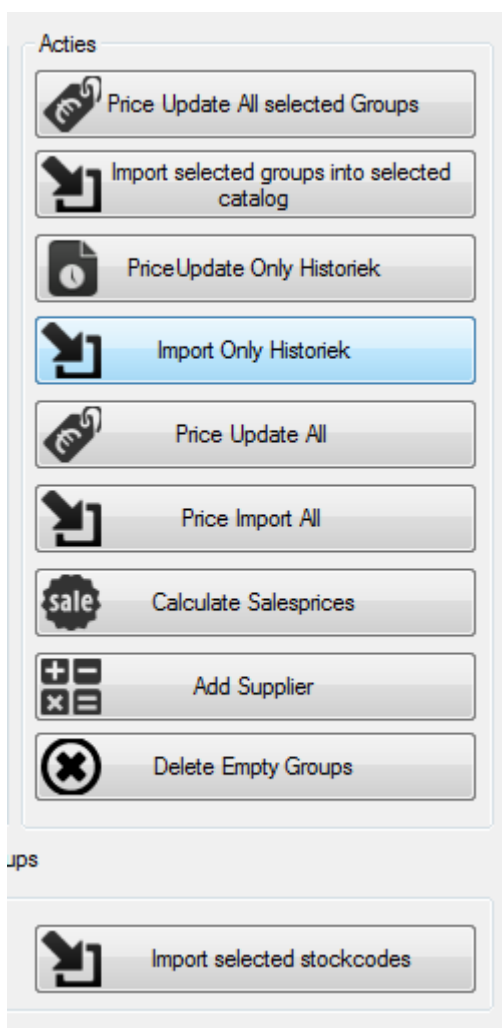 Acties
Price Update All selected Groups
Import selected groups into selected
catalog
PriceUpdate Only Historiek
Import Only Historiek
Price Update All
Price Import All
sale
Calculate Salesprices
Add Supplier
Delete Empty Groups
ups
Import selected stockcodes